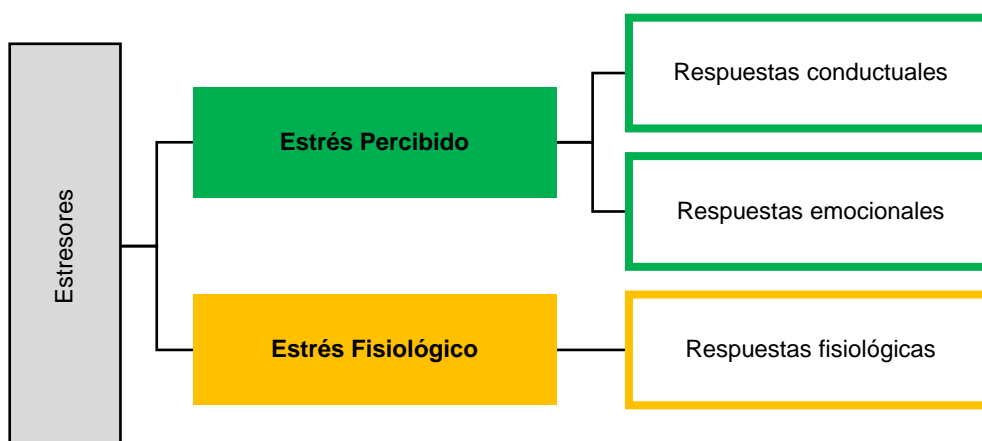 Estresores
Estrés Percibido
Respuestas conductuales
Respuestas emocionales
Estrés Fisiológico
Respuestas fisiológicas